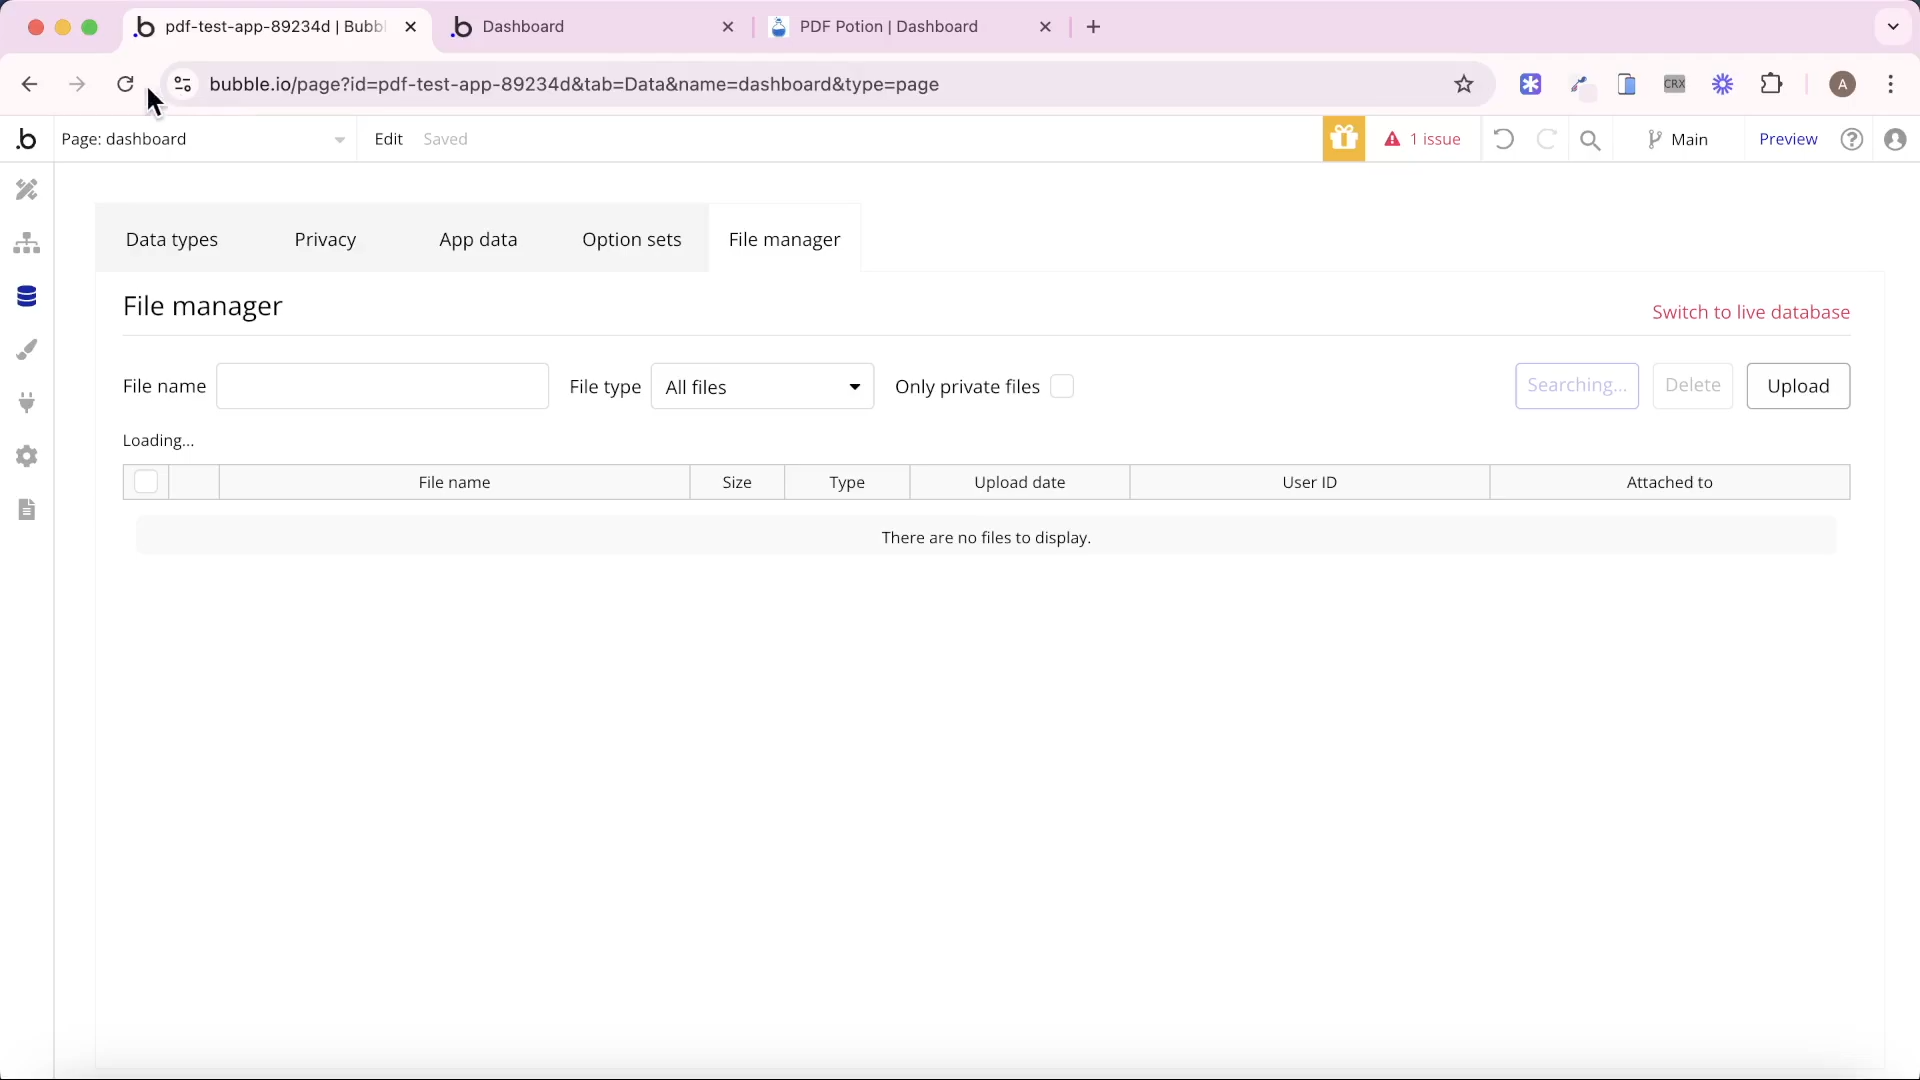 pdf-test-app-89234d | Bubbl
Dashboard
PDF Potion | Dashboard
bubble.io/page?id=pdf-test-app-89234d&tab=Data&name=dashboard&type=page
CRX
A
b
Page: dashboard
Edit
Saved
1 issue
Main
Preview
Data types
Privacy
App data
Option sets
File manager
File manager
Switch to live database
File name
File type
All files
Only private files
Searching...
Delete
Upload
Loading...
File name
Size
Type
Upload date
User ID
Attached to
There are no files to display.